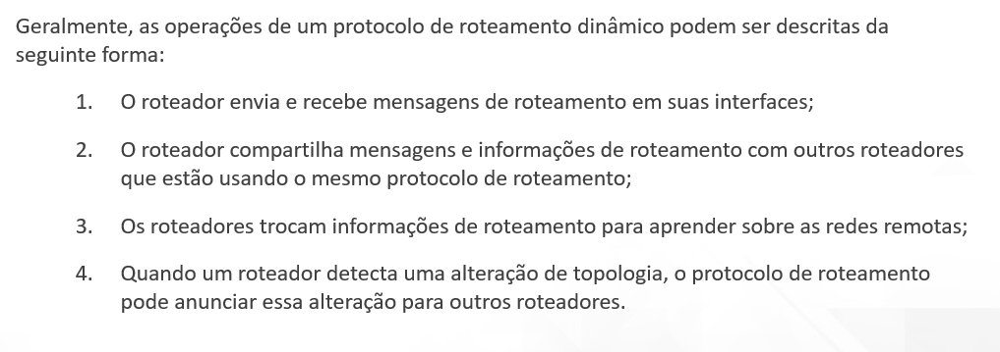 Geralmente, as operações de um protocolo de roteamento dinâmico podem ser descritas da
seguinte forma:
1. O roteador envia e recebe mensagens de roteamento em suas interfaces;
2. O roteador compartilha mensagens e informações de roteamento com outros roteadores
que estão usando o mesmo protocolo de roteamento;
3. Os roteadores trocam informações de roteamento para aprender sobre as redes remotas;
4. Quando um roteador detecta uma alteração de topologia, o protocolo de roteamento
pode anunciar essa alteração para outros roteadores.